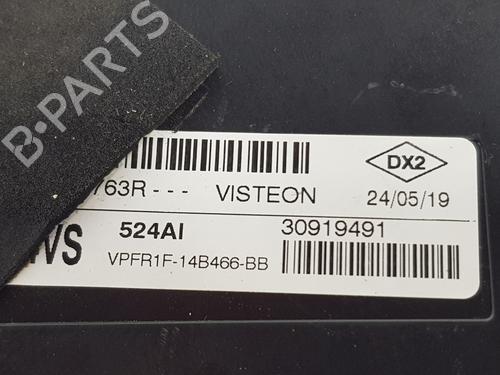 B-PARTS
DX2
763R--- VISTEON 24/05/19
524AI 30919491
VPFR1F-14B466-BB